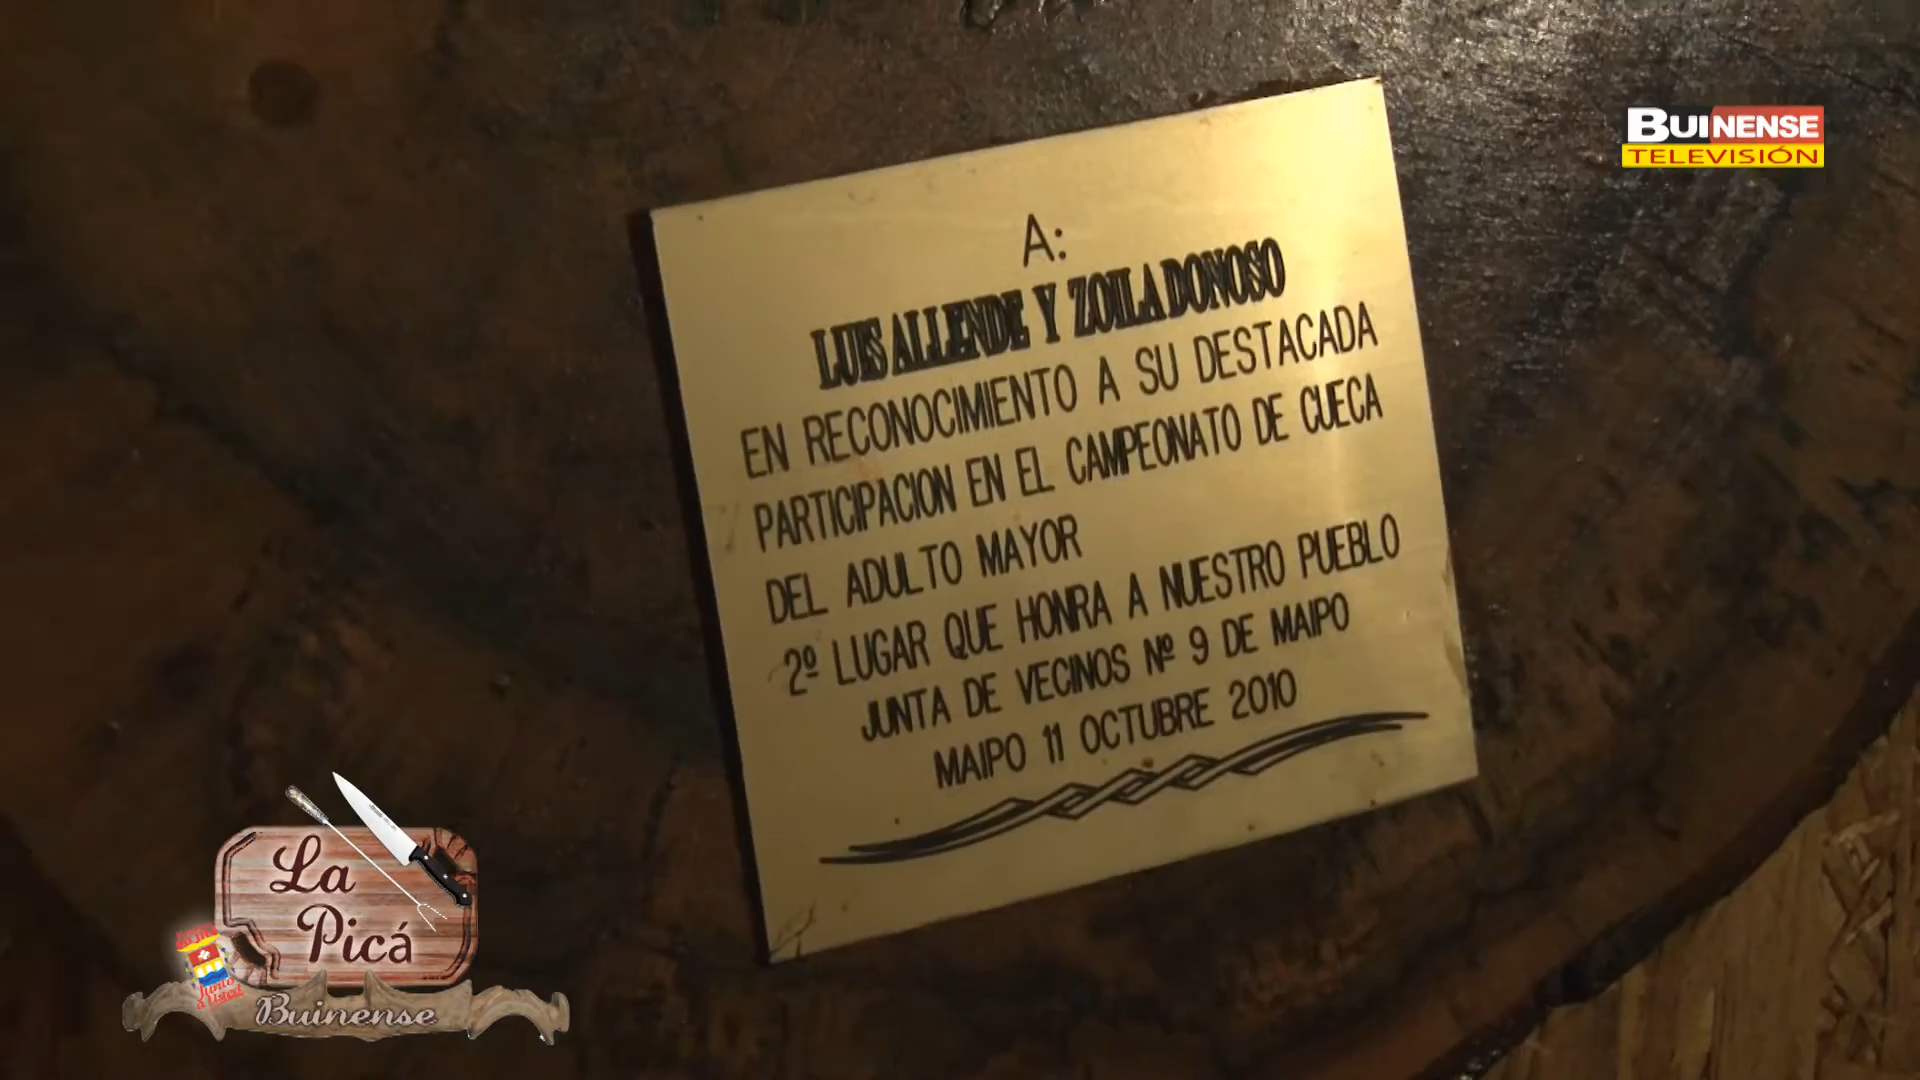 BUINENSE
TELEVISIÓN
A:
LUIS ALLENDE Y ZOILA DONOSO
EN RECONOCIMIENTO A SU DESTACADA
PARTICIPACION EN EL CAMPEONATO DE CUECA
DEL ADULTO MAYOR
2º LUGAR QUE HONRA A NUESTRO PUEBLO
JUNTA DE VECINOS Nº 9 DE MAIPO
MAIPO 11 OCTUBRE 2010
La
Picá
Junto
a Usted
Buinense